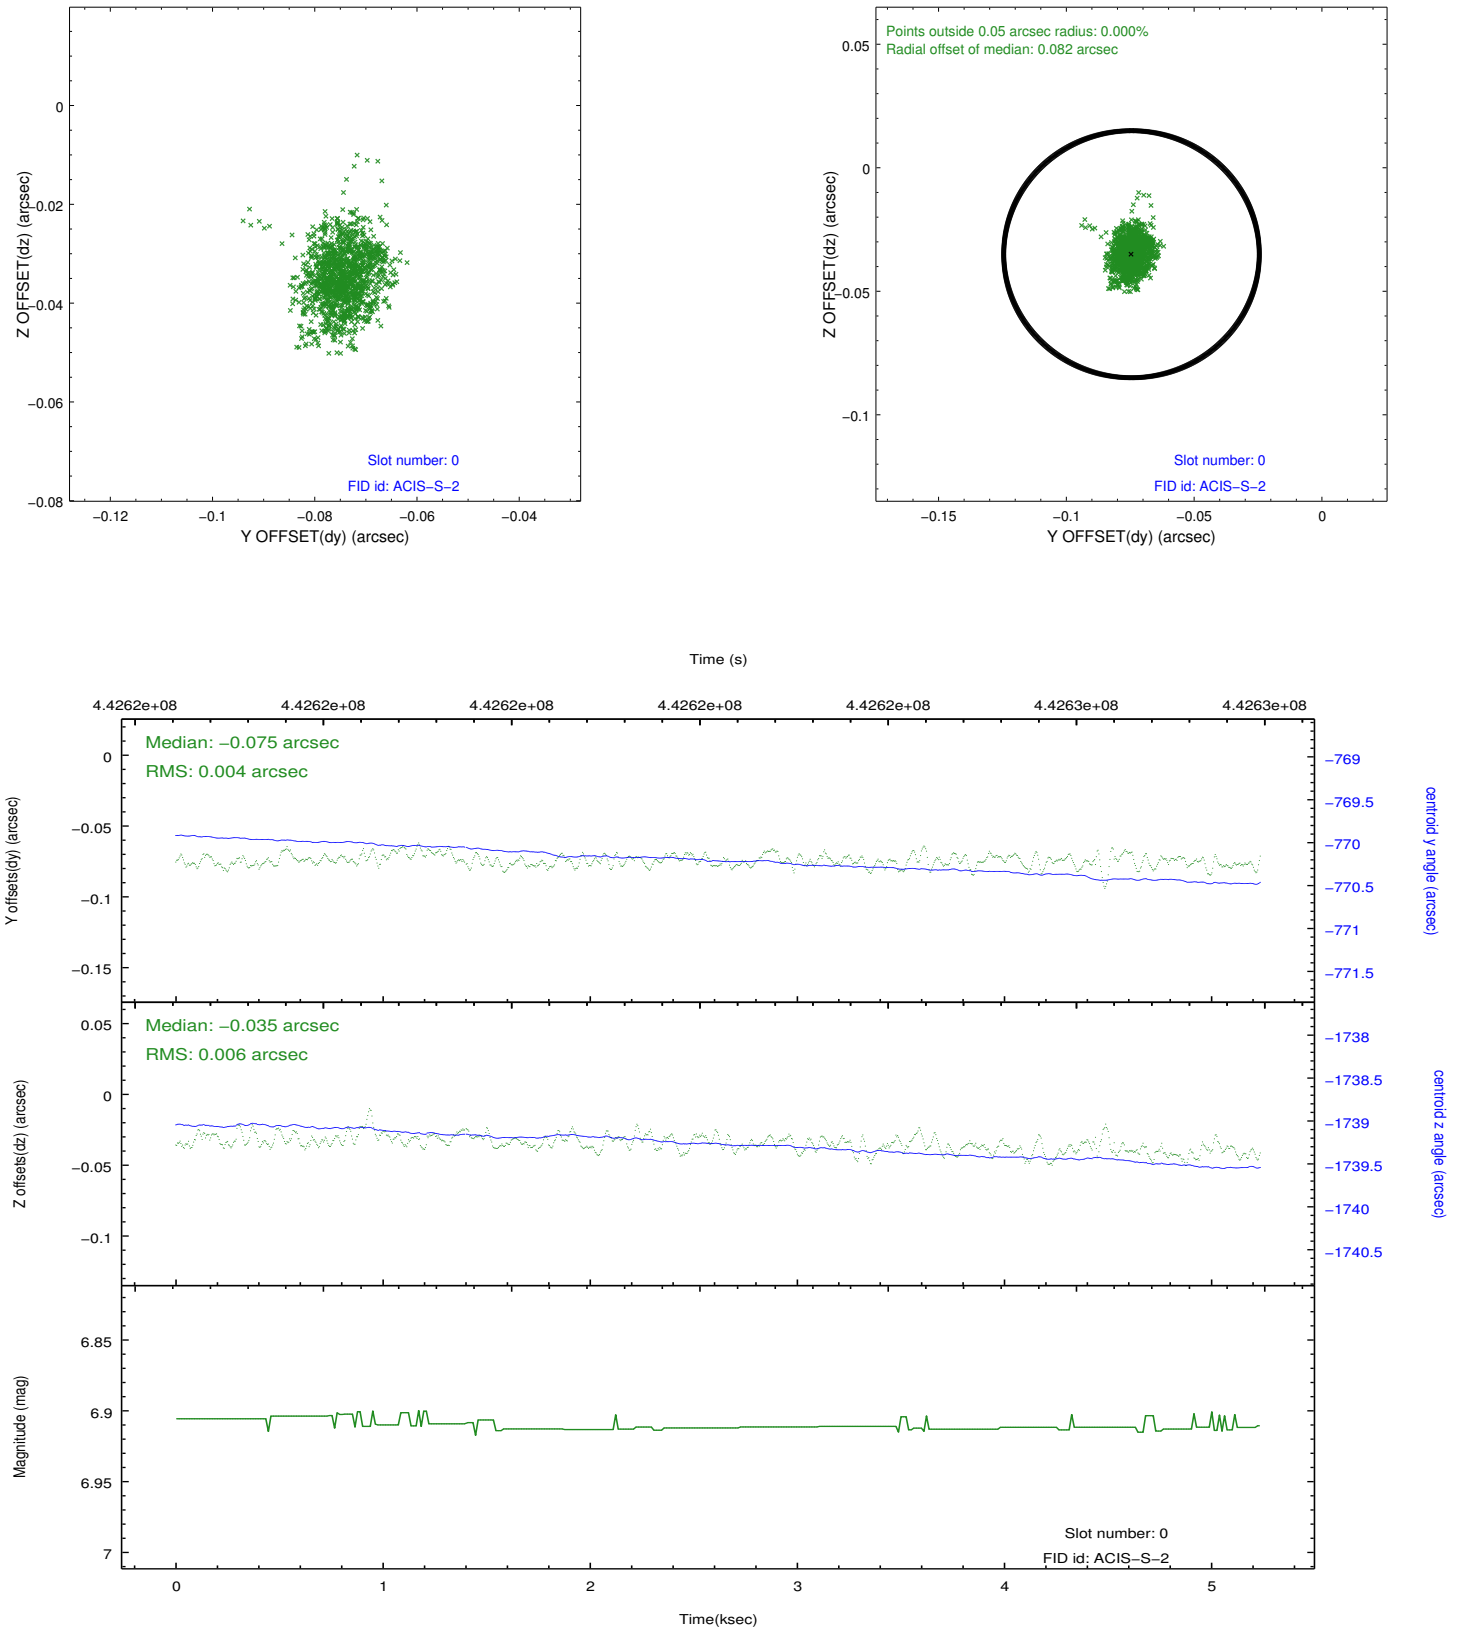 0
−0.02
−0.04
−0.06
−0.08
Z OFFSET(dz) (arcsec)
−0.12
−0.1
−0.08
−0.06
−0.04
Y OFFSET(dy) (arcsec)
Slot number: 0
FID id: ACIS−S−2
Points outside 0.05 arcsec radius: 0.000%
Radial offset of median: 0.082 arcsec
0.05
0
−0.05
−0.1
Z OFFSET(dz) (arcsec)
−0.15
−0.1
−0.05
0
Y OFFSET(dy) (arcsec)
Slot number: 0
FID id: ACIS−S−2
Time (s)
4.4262e+08
4.4262e+08
4.4262e+08
4.4262e+08
4.4262e+08
4.4263e+08
4.4263e+08
Median: −0.075 arcsec
RMS: 0.004 arcsec
0
−0.05
−0.1
−0.15
Y offsets(dy) (arcsec)
−769
−769.5
−770
−770.5
−771
−771.5
centroid y angle (arcsec)
Median: −0.035 arcsec
RMS: 0.006 arcsec
0.05
0
−0.05
−0.1
Z offsets(dz) (arcsec)
−1738
−1738.5
−1739
−1739.5
−1740
−1740.5
centroid z angle (arcsec)
6.85
6.9
6.95
7
Magnitude (mag)
Slot number: 0
FID id: ACIS−S−2
0
1
2
3
4
5
Time(ksec)